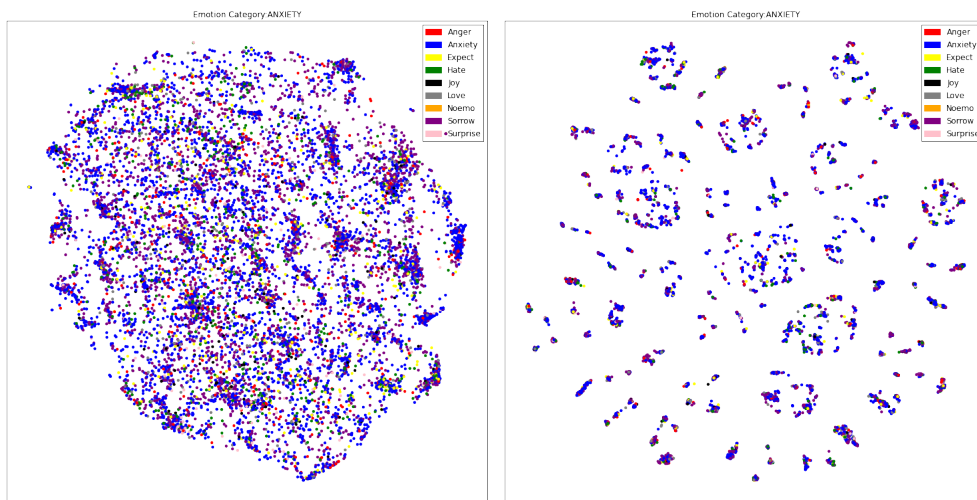 Emotion Category:ANXIETY
Anger
Anxiety
Expect
Hate
Joy
Love
Noemo
Sorrow
Surprise
Emotion Category:ANXIETY
Anger
Anxiety
Expect
Hate
Joy
Love
Noemo
Sorrow
Surprise